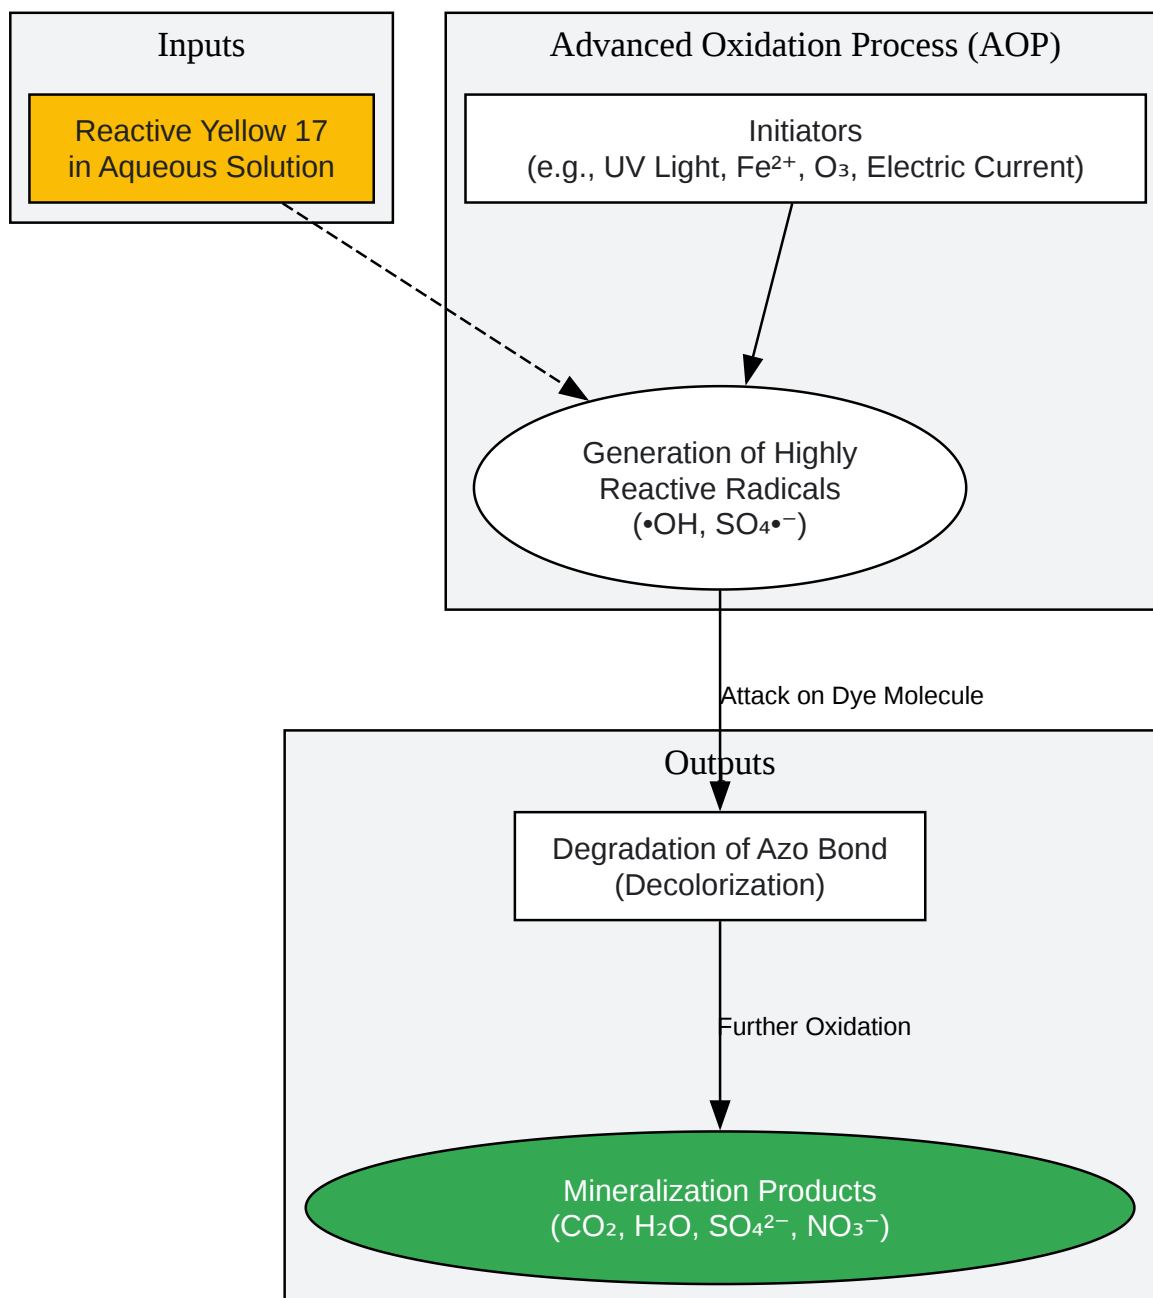 Inputs
Reactive Yellow 17
in Aqueous Solution
Advanced Oxidation Process (AOP)
Initiators
(e.g., UV Light, Fe²⁺, O₃, Electric Current)
Generation of Highly
Reactive Radicals
(•OH, SO₄•⁻)
Attack on Dye Molecule
Outputs
Degradation of Azo Bond
(Decolorization)
Further Oxidation
Mineralization Products
(CO₂, H₂O, SO₄²⁻, NO₃⁻)